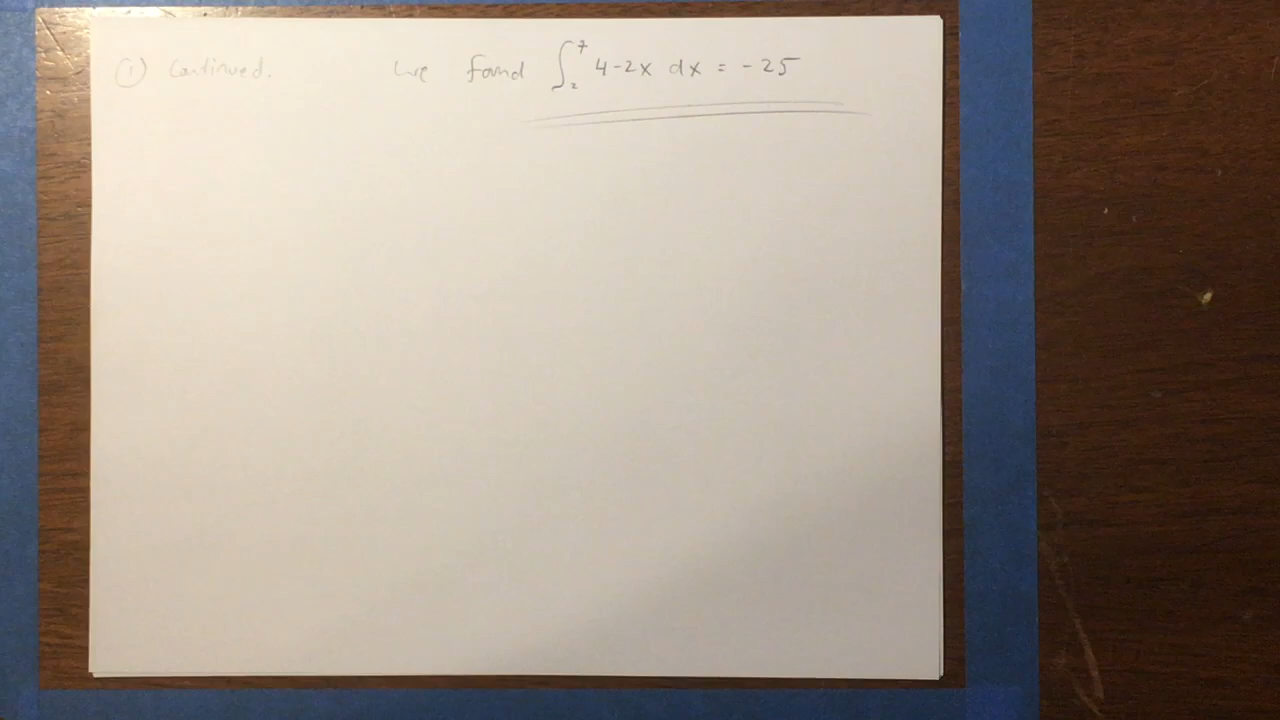 ① Continued. We found ∫₂⁷ 4-2x dx = -25